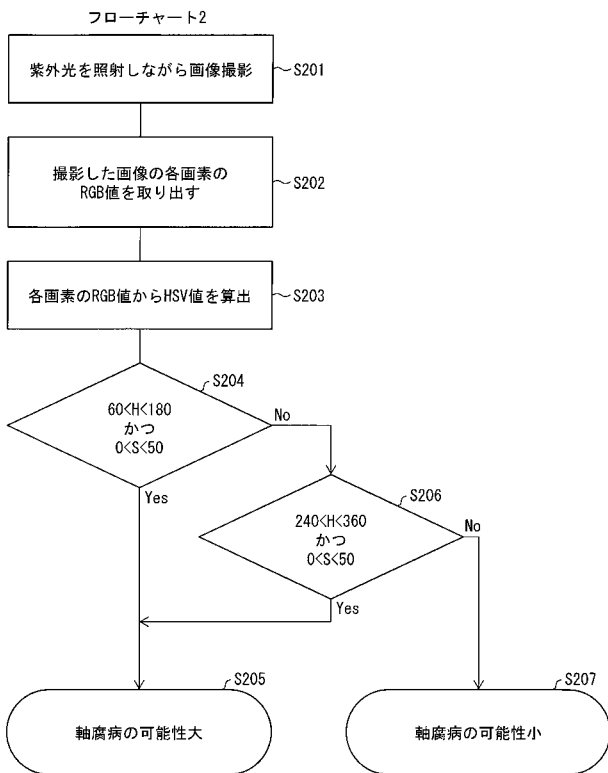 フローチャート2
紫外光を照射しながら画像撮影
S201
撮影した画像の各画素の
RGB値を取り出す
S202
各画素のRGB値からHSV値を算出
S203
S204
60<H<180
かつ
0<S<50
No
Yes
S206
240<H<360
かつ
0<S<50
No
Yes
S205
軸腐病の可能性大
S207
軸腐病の可能性小